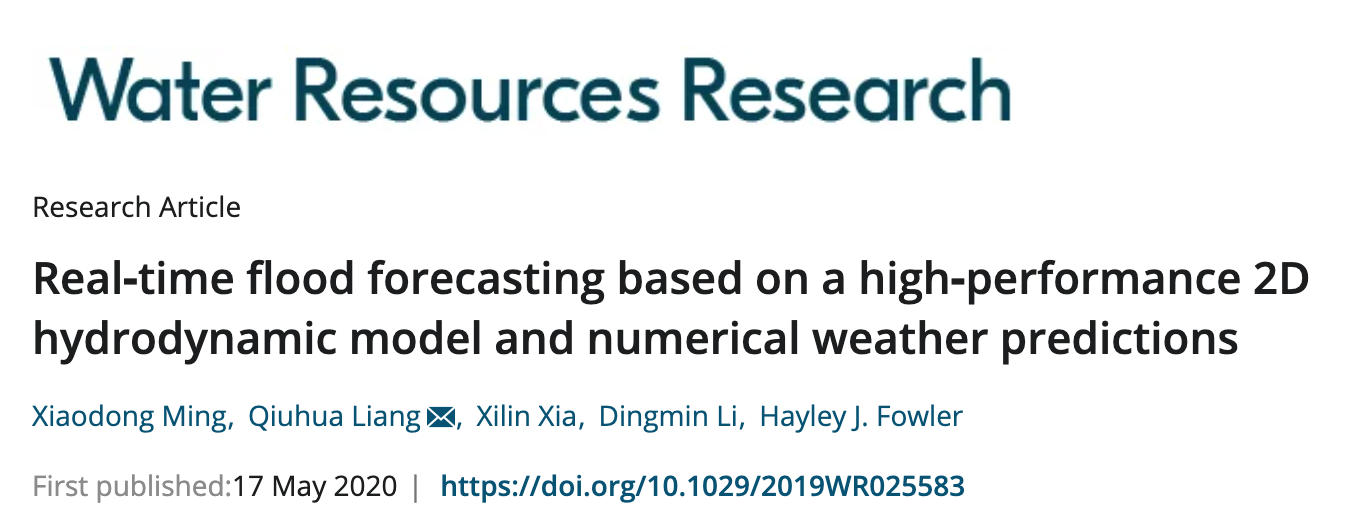 Water Resources Research
Research Article
Real-time flood forecasting based on a high-performance 2D
hydrodynamic model and numerical weather predictions
Xiaodong Ming, Qiuhua Liang, Xilin Xia, Dingmin Li, Hayley J. Fowler
First published:17 May 2020 | https://doi.org/10.1029/2019WR025583